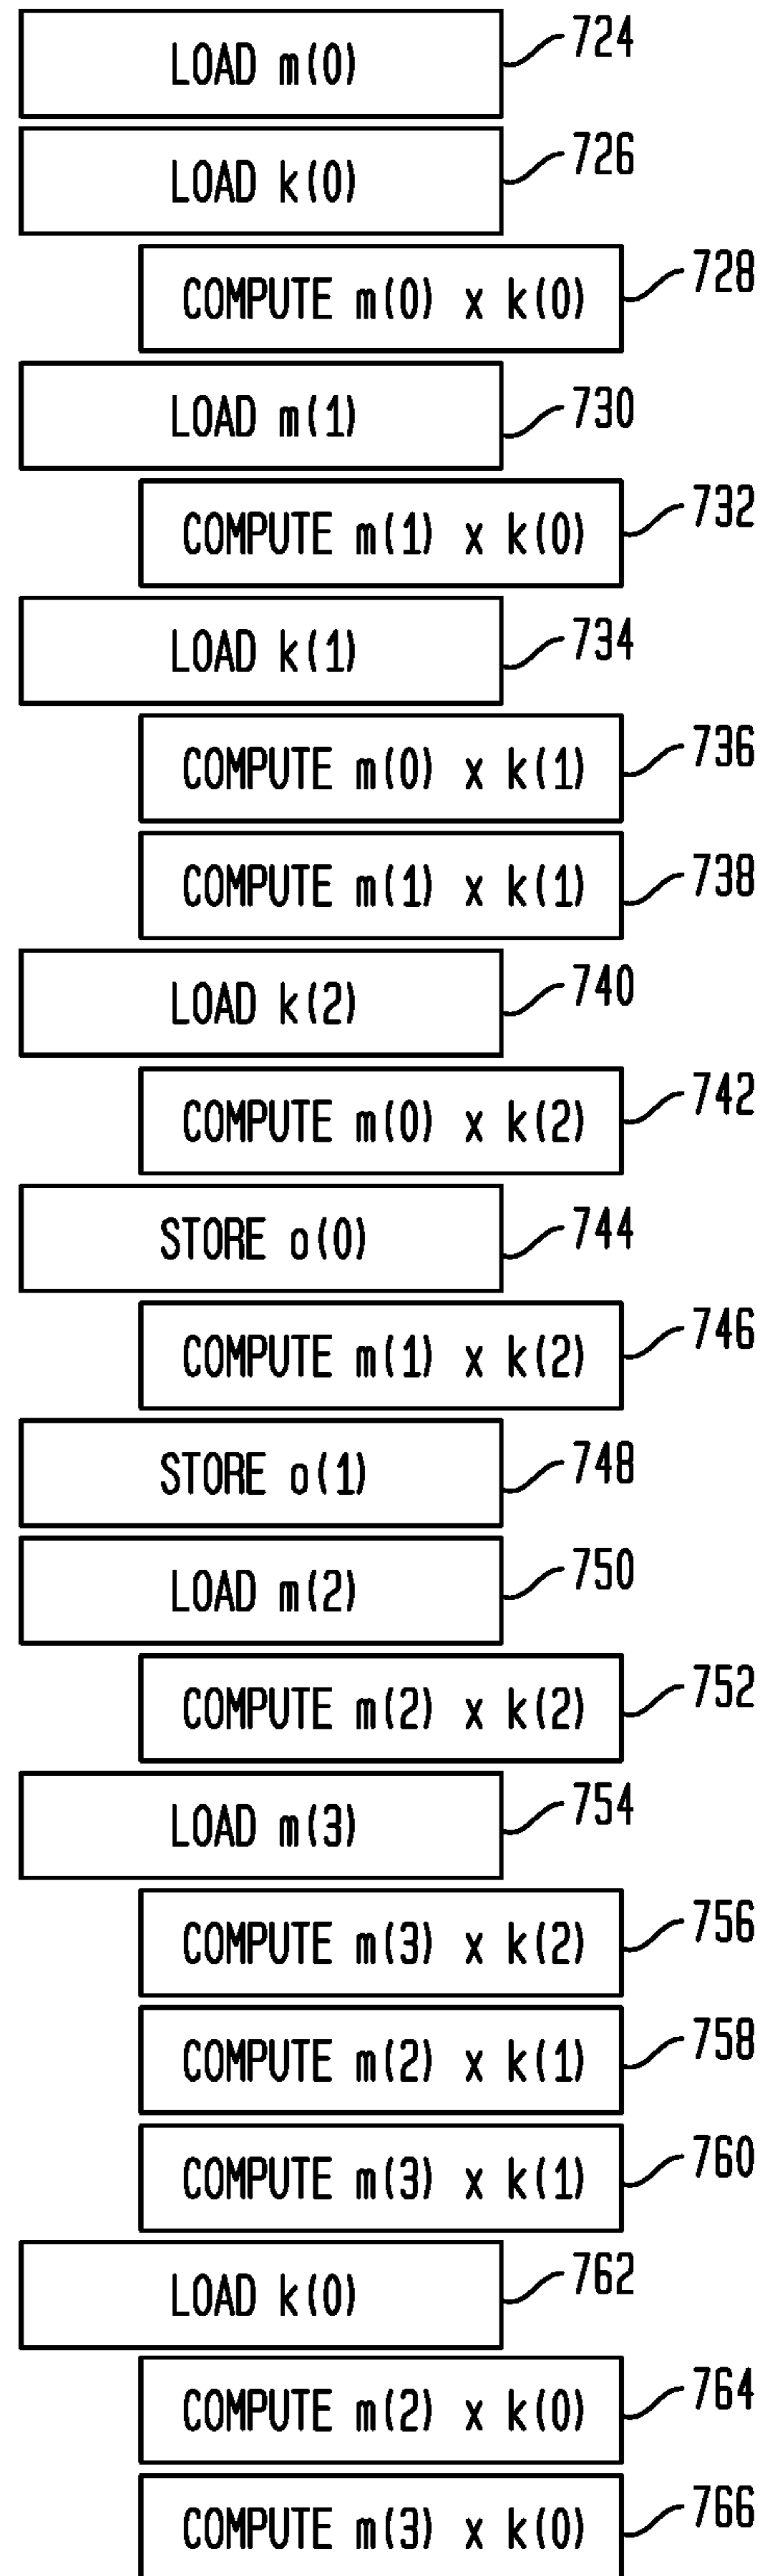 LOAD m(0) 724
LOAD k(0) 726
COMPUTE m(0) x k(0) 728
LOAD m(1) 730
COMPUTE m(1) x k(0) 732
LOAD k(1) 734
COMPUTE m(0) x k(1) 736
COMPUTE m(1) x k(1) 738
LOAD k(2) 740
COMPUTE m(0) x k(2) 742
STORE o(0) 744
COMPUTE m(1) x k(2) 746
STORE o(1) 748
LOAD m(2) 750
COMPUTE m(2) x k(2) 752
LOAD m(3) 754
COMPUTE m(3) x k(2) 756
COMPUTE m(2) x k(1) 758
COMPUTE m(3) x k(1) 760
LOAD k(0) 762
COMPUTE m(2) x k(0) 764
COMPUTE m(3) x k(0) 766